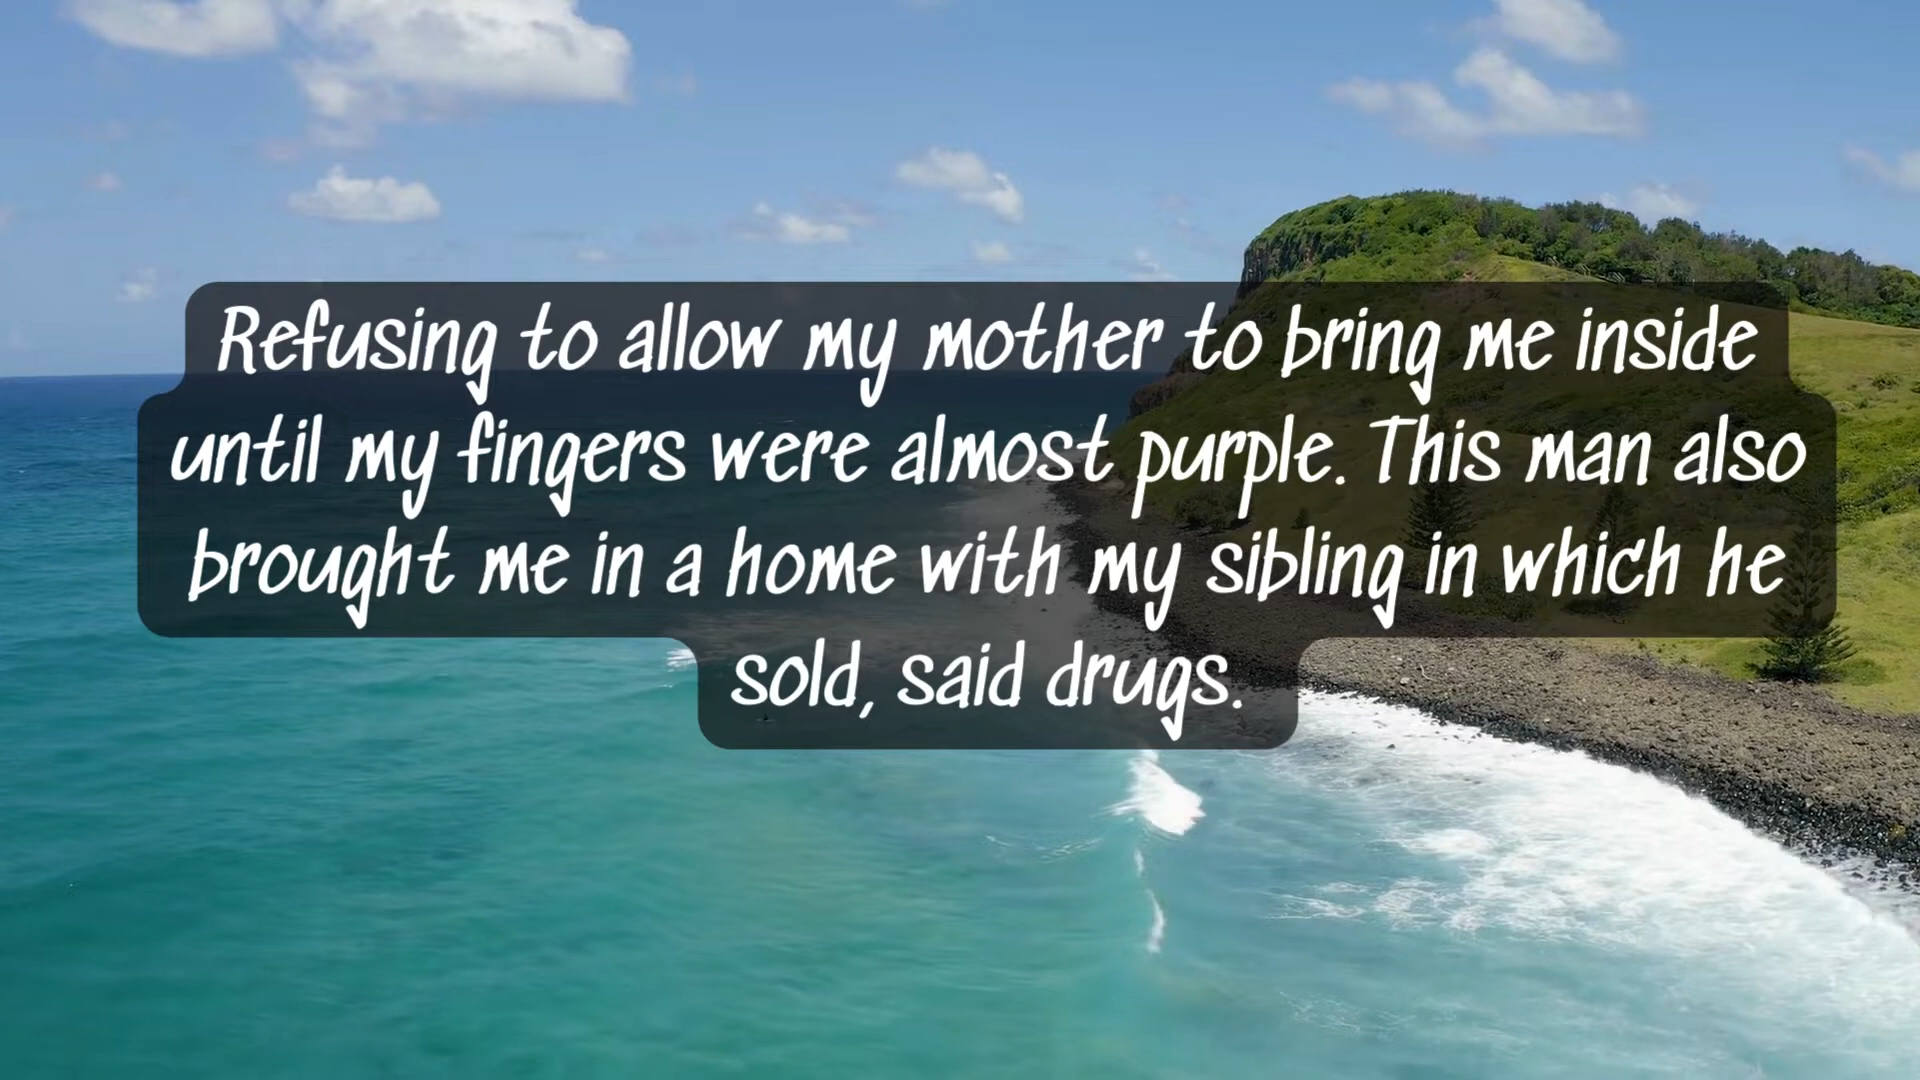 Refusing to allow my mother to bring me inside
until my fingers were almost purple. This man also
brought me in a home with my sibling in which he
sold, said drugs.